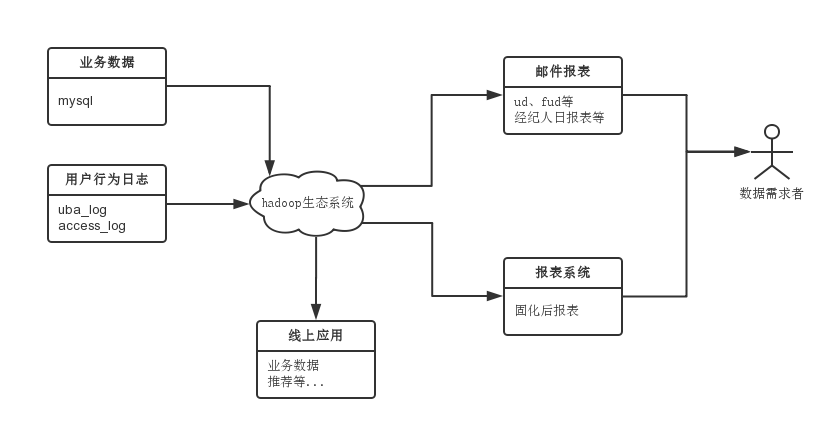 业务数据
mysql
用户行为日志
uba_log
access_log
hadoop生态系统
线上应用
业务数据
推荐等...
邮件报表
ud、fud等
经纪人日报表等
报表系统
固化后报表
数据需求者